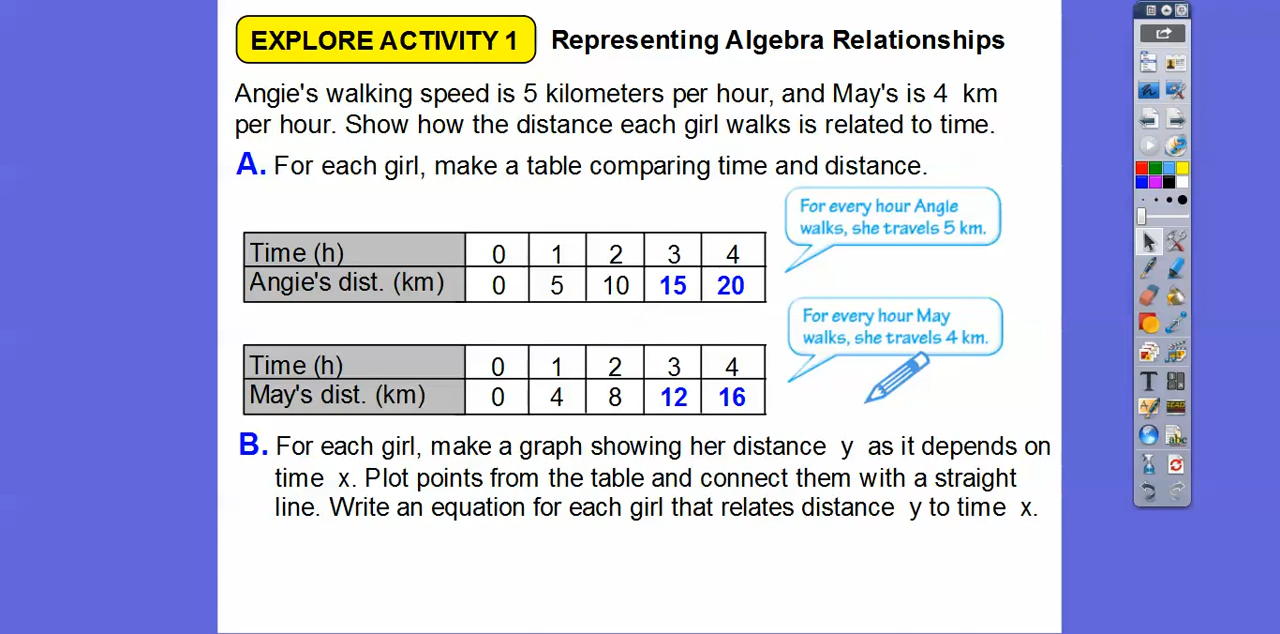 EXPLORE ACTIVITY 1 Representing Algebra Relationships
Angie's walking speed is 5 kilometers per hour, and May's is 4 km
per hour. Show how the distance each girl walks is related to time.
A. For each girl, make a table comparing time and distance.
For every hour Angle
walks, she travels 5 km.
Time (h) 0 1 2 3 4
Angie's dist. (km) 0 5 10 15 20
For every hour May
walks, she travels 4 km.
Time (h) 0 1 2 3 4
May's dist. (km) 0 4 8 12 16
B. For each girl, make a graph showing her distance y as it depends on
time x. Plot points from the table and connect them with a straight
line. Write an equation for each girl that relates distance y to time x.